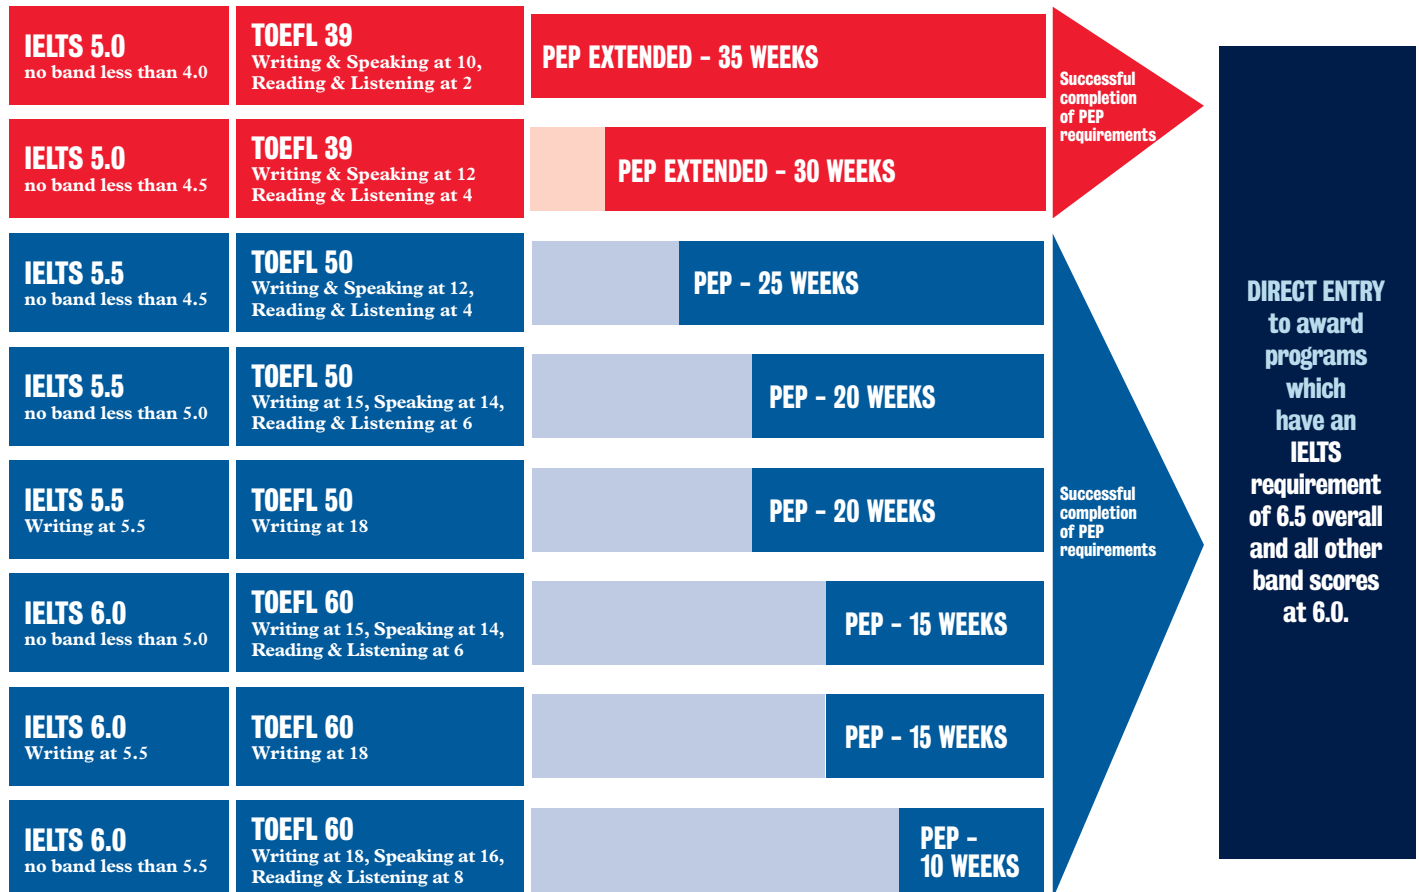 IELTS 5.0
no band less than 4.0
TOEFL 39
Writing & Speaking at 10,
Reading & Listening at 2
PEP EXTENDED – 35 WEEKS
IELTS 5.0
no band less than 4.5
TOEFL 39
Writing & Speaking at 12
Reading & Listening at 4
PEP EXTENDED – 30 WEEKS
Successful
completion
of PEP
requirements
IELTS 5.5
no band less than 4.5
TOEFL 50
Writing & Speaking at 12,
Reading & Listening at 4
PEP – 25 WEEKS
IELTS 5.5
no band less than 5.0
TOEFL 50
Writing at 15, Speaking at 14,
Reading & Listening at 6
PEP – 20 WEEKS
IELTS 5.5
Writing at 5.5
TOEFL 50
Writing at 18
PEP – 20 WEEKS
IELTS 6.0
no band less than 5.0
TOEFL 60
Writing at 15, Speaking at 14,
Reading & Listening at 6
PEP – 15 WEEKS
IELTS 6.0
Writing at 5.5
TOEFL 60
Writing at 18
PEP – 15 WEEKS
IELTS 6.0
no band less than 5.5
TOEFL 60
Writing at 18, Speaking at 16,
Reading & Listening at 8
PEP –
10 WEEKS
Successful
completion
of PEP
requirements
DIRECT ENTRY
to award
programs
which
have an
IELTS
requirement
of 6.5 overall
and all other
band scores
at 6.0.